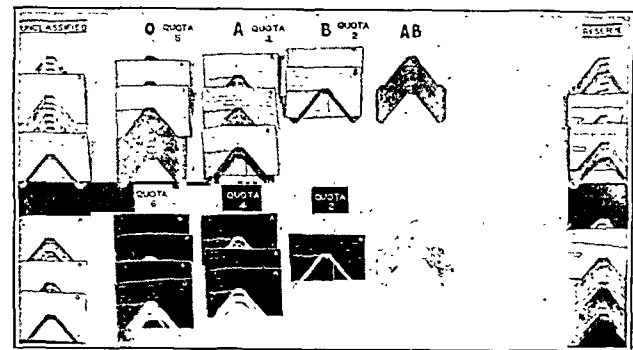 UNCLASSIFIED O QUOTA A QUOTA B QUOTA AB RESERVE
5 2
QUOTA QUOTA QUOTA
6 4 2